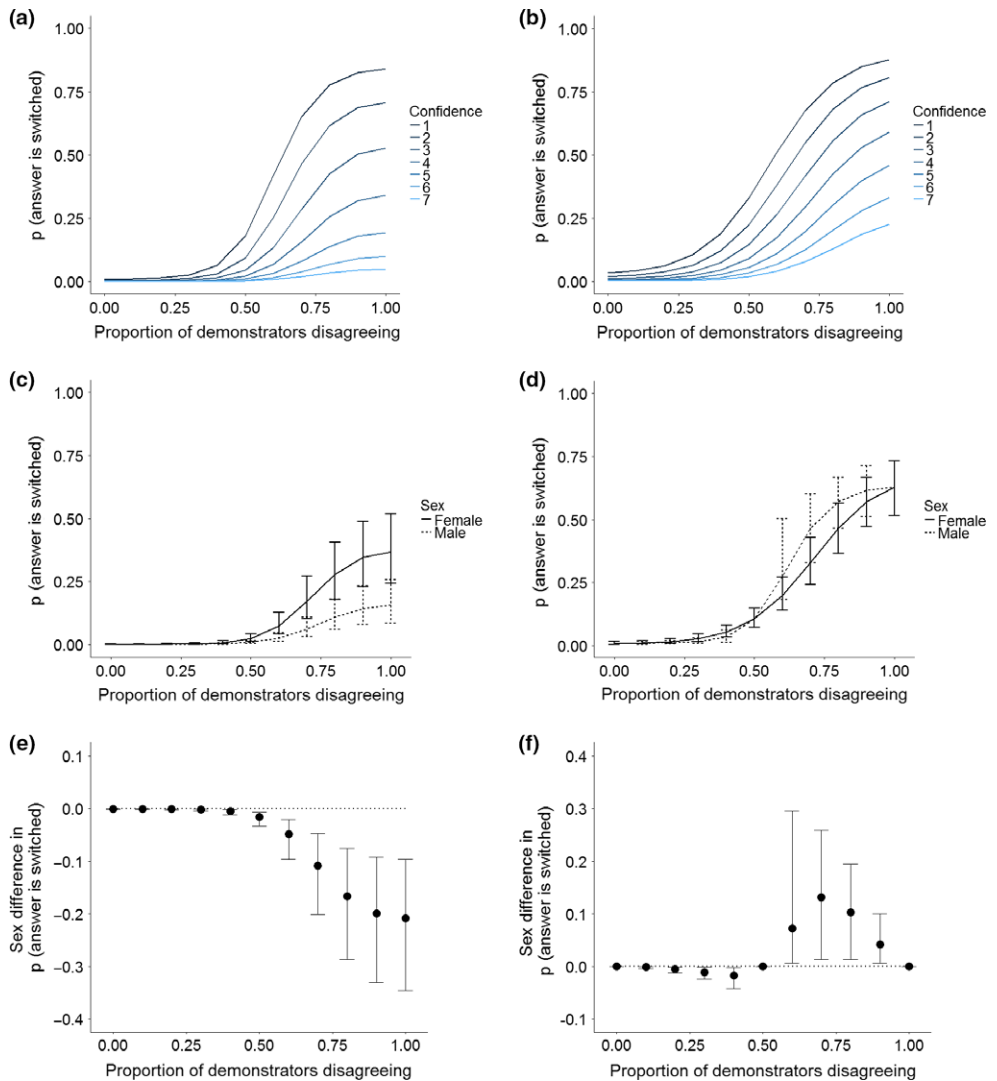 (a)
1.00
0.75
0.50
0.25
0.00
p (answer is switched)
0.00 0.25 0.50 0.75 1.00
Proportion of demonstrators disagreeing
Confidence
1
2
3
4
5
6
7
(b)
1.00
0.75
0.50
0.25
0.00
p (answer is switched)
0.00 0.25 0.50 0.75 1.00
Proportion of demonstrators disagreeing
Confidence
1
2
3
4
5
6
7
(c)
1.00
0.75
0.50
0.25
0.00
p (answer is switched)
0.00 0.25 0.50 0.75 1.00
Proportion of demonstrators disagreeing
Sex
Female
Male
(d)
1.00
0.75
0.50
0.25
0.00
p (answer is switched)
0.00 0.25 0.50 0.75 1.00
Proportion of demonstrators disagreeing
Sex
Female
Male
(e)
0.1
0.0
−0.1
−0.2
−0.3
−0.4
Sex difference in
p (answer is switched)
0.00 0.25 0.50 0.75 1.00
Proportion of demonstrators disagreeing
(f)
0.4
0.3
0.2
0.1
0.0
-0.1
Sex difference in
p (answer is switched)
0.00 0.25 0.50 0.75 1.00
Proportion of demonstrators disagreeing